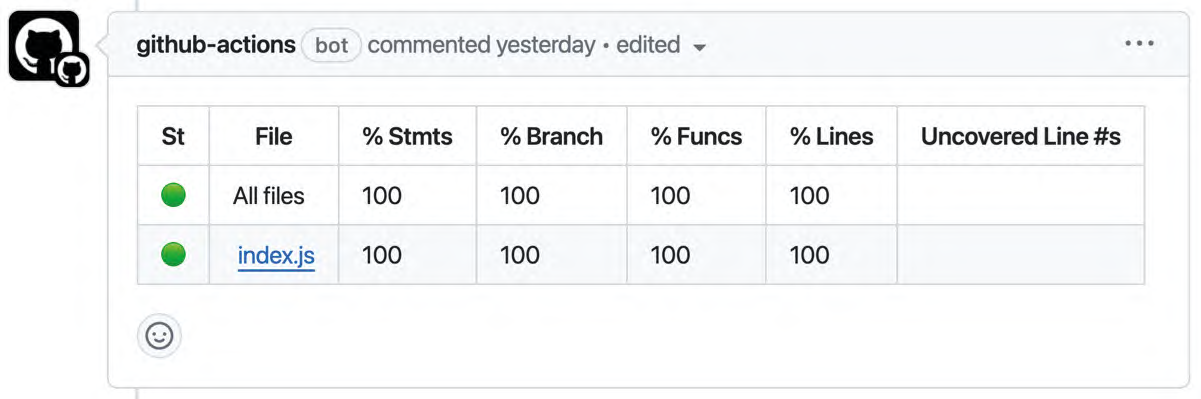 github-actions bot commented yesterday • edited
St File % Stmts % Branch % Funcs % Lines Uncovered Line #s
All files 100 100 100 100
index.js 100 100 100 100